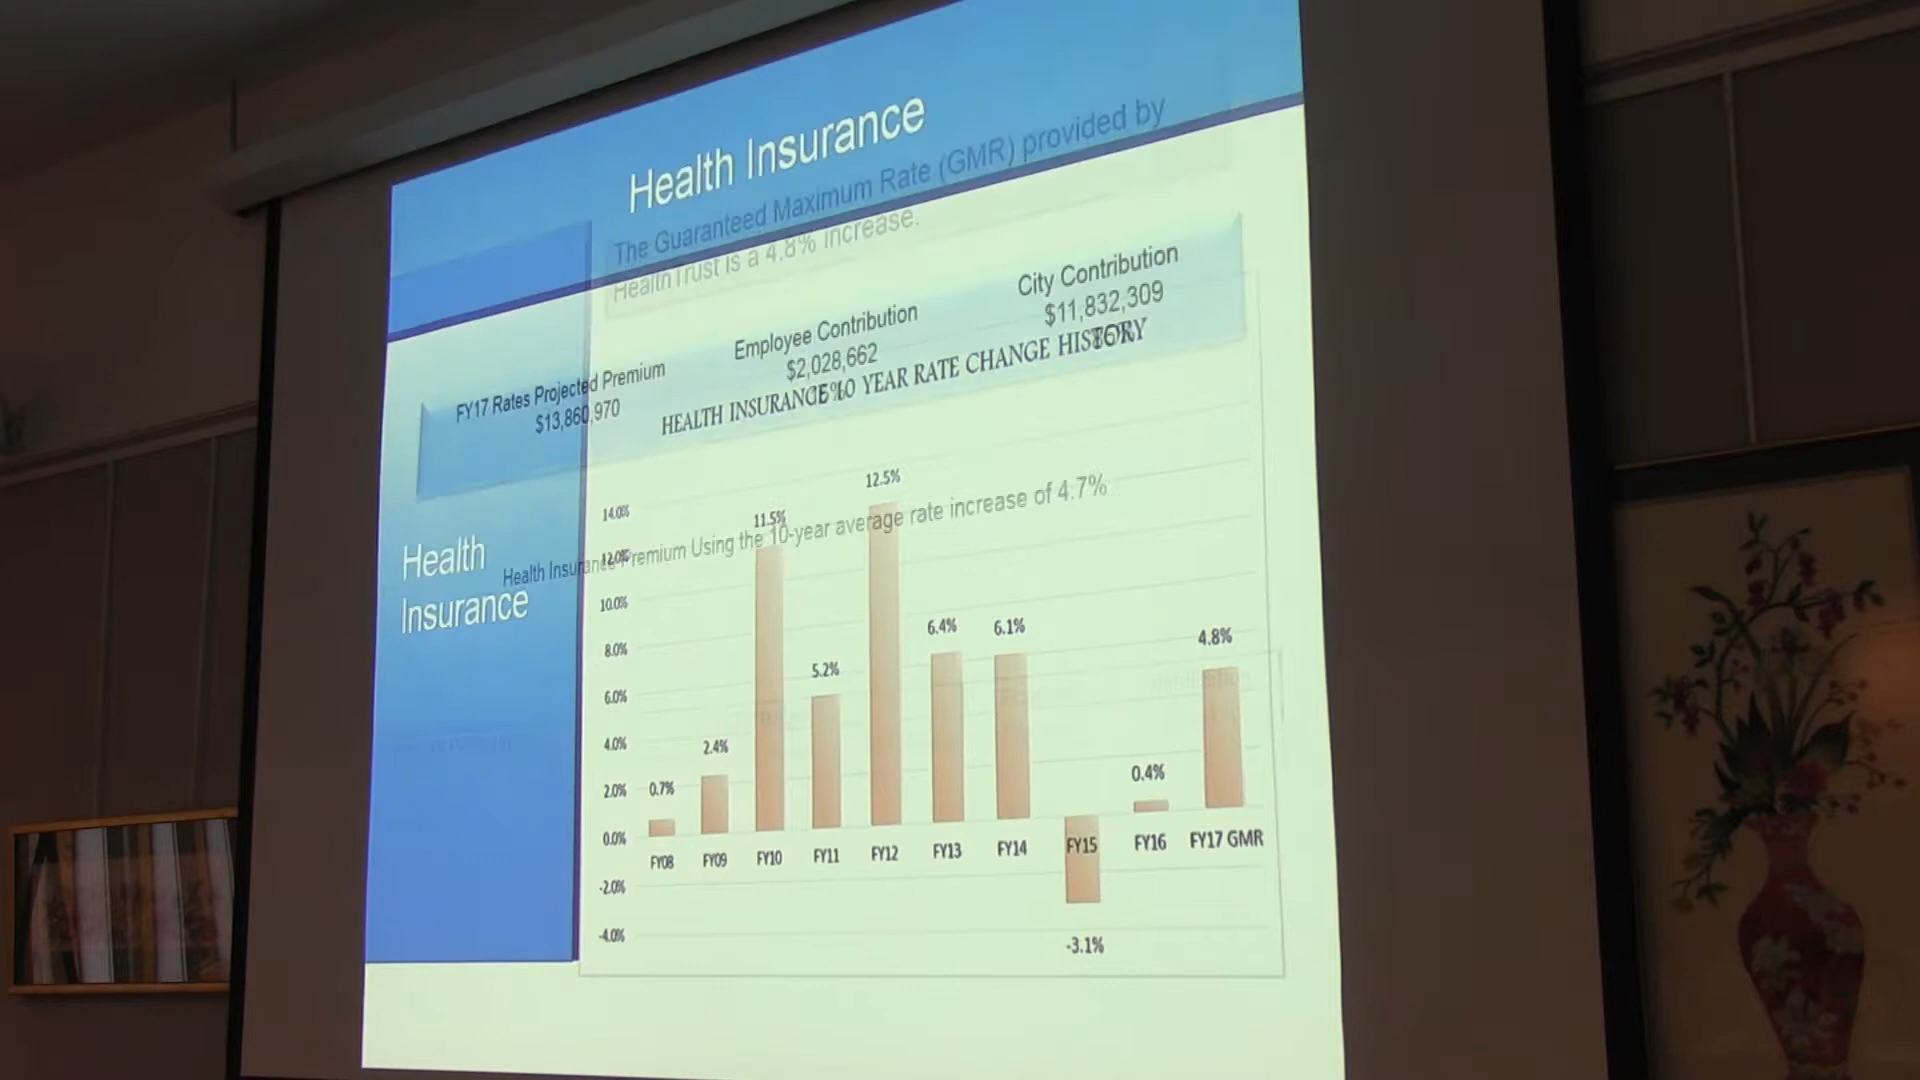 Health Insurance
The Guaranteed Maximum Rate (GMR) provided by
HealthTrust is a 4.8% increase.
City Contribution
$11,832,309
Employee Contribution
$2,028,662
FY17 Rates Projected Premium
$13,860,970
HEALTH INSURANCE 10 YEAR RATE CHANGE HISTORY
Health Insurance Premium Using the 10-year average rate increase of 4.7%
Health
Insurance
14.0%
12.0%
10.0%
8.0%
6.0%
4.0%
2.0%
0.0%
-2.0%
-4.0%
0.7%
2.4%
11.5%
5.2%
12.5%
6.4%
6.1%
-3.1%
0.4%
4.8%
FY08
FY09
FY10
FY11
FY12
FY13
FY14
FY15
FY16
FY17 GMR